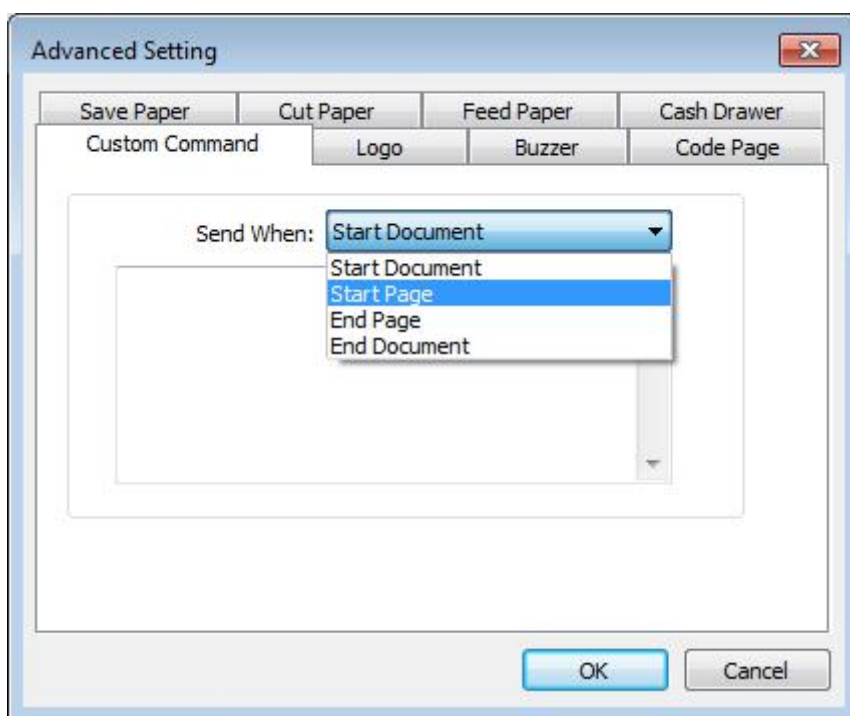 Advanced Setting
Save Paper Cut Paper Feed Paper Cash Drawer
Custom Command Logo Buzzer Code Page
Send When: Start Document
Start Document
Start Page
End Page
End Document
OK Cancel